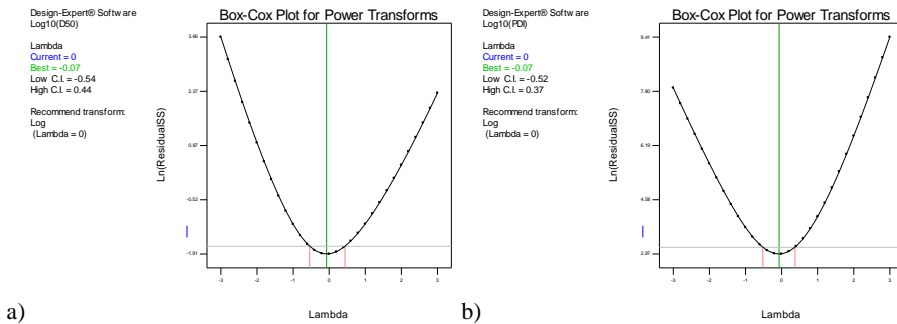 Design-Expert® Software
Log10(D50)
Lambda
Current = 0
Best = -0.07
Low C.I. = -0.54
High C.I. = 0.44
Recommend transform:
Log
(Lambda = 0)
Box-Cox Plot for Power Transforms
Ln(ResidualSS)
3.66
2.27
0.87
-0.52
-1.91
-3 -2 -1 0 1 2 3
Lambda
a)
Design-Expert® Software
Log10(PDI)
Lambda
Current = 0
Best = -0.07
Low C.I. = -0.52
High C.I. = 0.37
Recommend transform:
Log
(Lambda = 0)
Box-Cox Plot for Power Transforms
Ln(ResidualSS)
9.41
7.80
6.19
4.58
2.97
-3 -2 -1 0 1 2 3
Lambda
b)